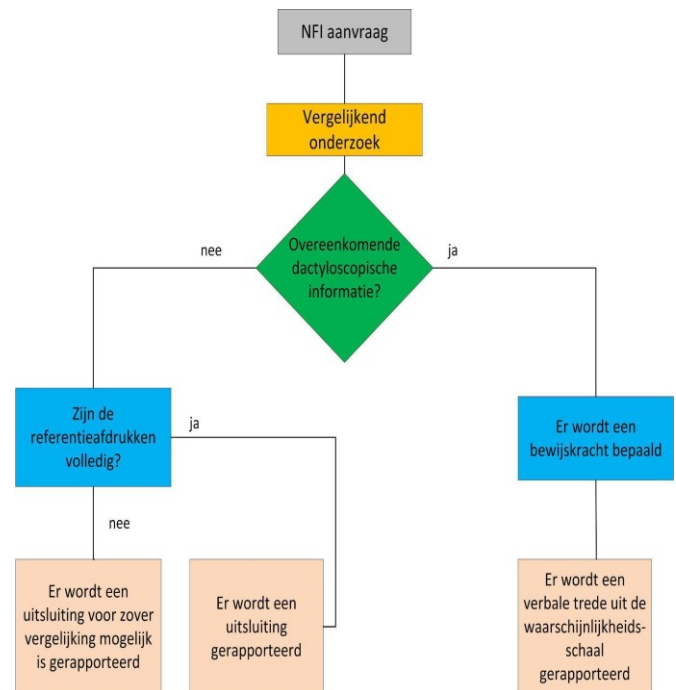 NFI aanvraag
Vergelijkend
onderzoek
Overeenkomende
dactyloscopische
informatie?
nee
ja
Zijn de
referentieafdrukken
volledig?
ja
nee
Er wordt een
bewijskracht bepaald
Er wordt een
uitsluiting voor zover
vergelijking mogelijk
is gerapporteerd
Er wordt een
uitsluiting
gerapporteerd
Er wordt een
verbale trede uit de
waarschijnlijkheids-
schaal
gerapporteerd